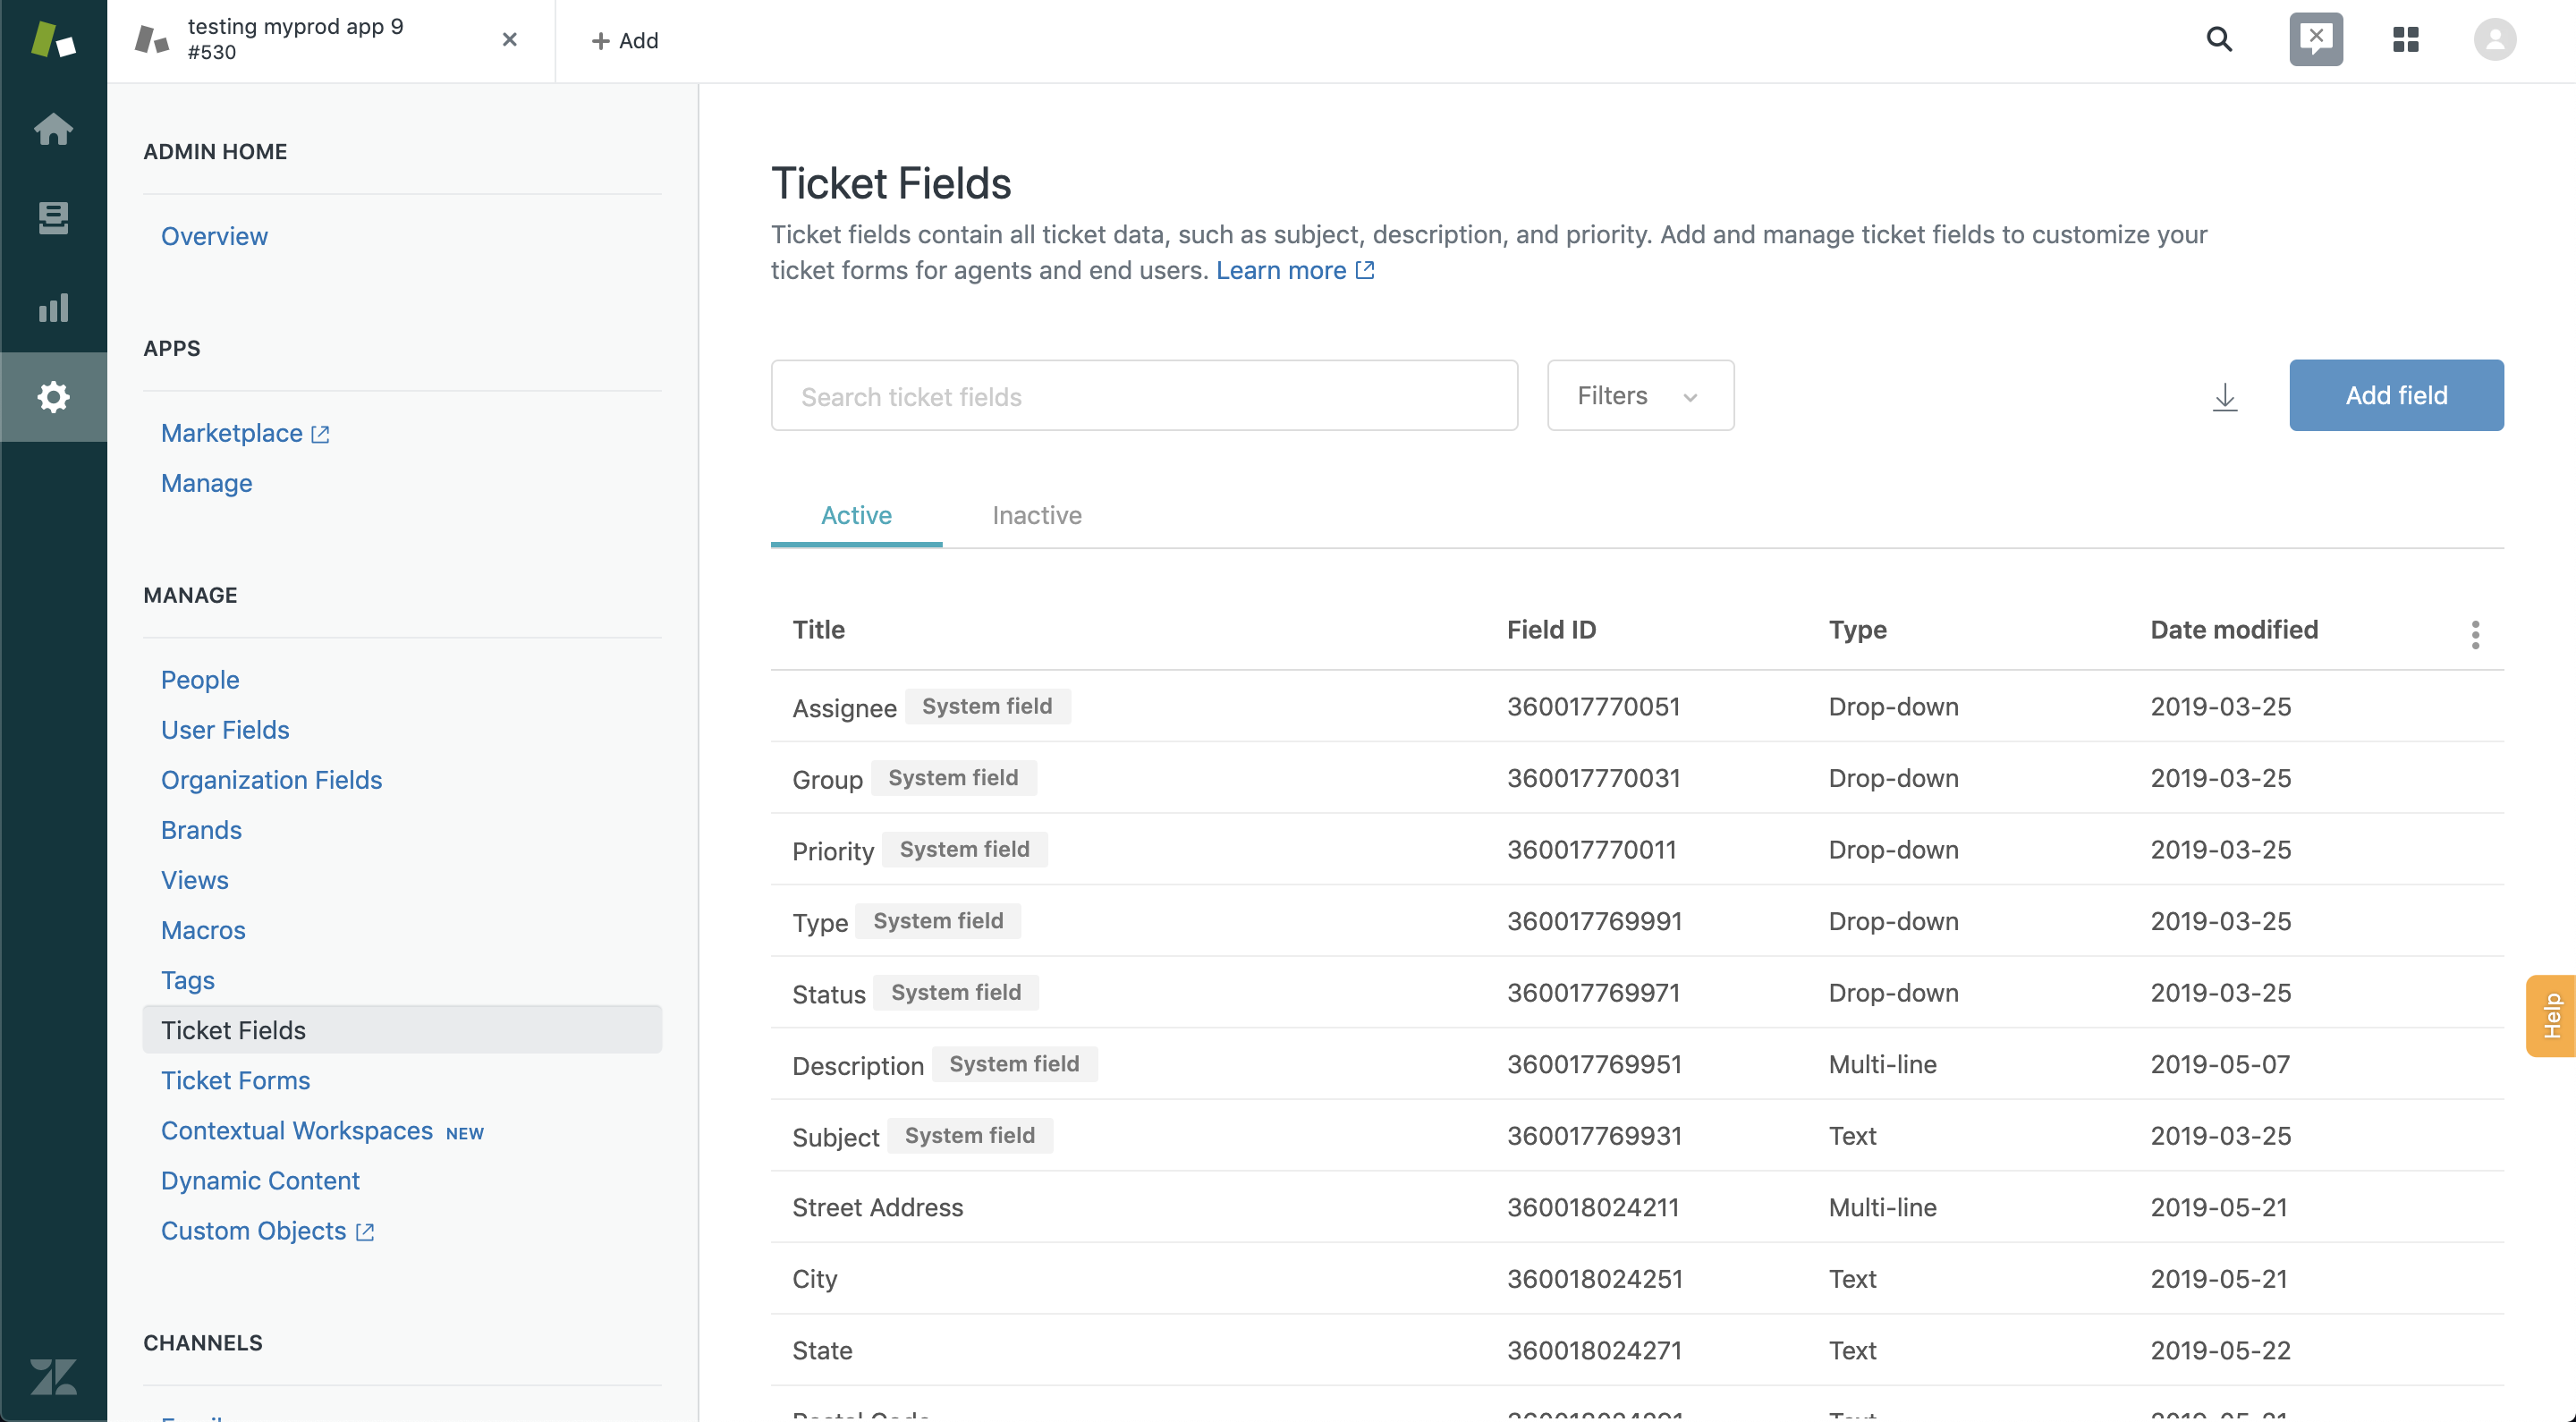 testing myprod app 9
#530
+ Add
ADMIN HOME
Overview
APPS
Marketplace
Manage
MANAGE
People
User Fields
Organization Fields
Brands
Views
Macros
Tags
Ticket Fields
Ticket Forms
Contextual Workspaces NEW
Dynamic Content
Custom Objects
CHANNELS
Ticket Fields
Ticket fields contain all ticket data, such as subject, description, and priority. Add and manage ticket fields to customize your
ticket forms for agents and end users. Learn more
Search ticket fields
Filters
Add field
Active Inactive
Title Field ID Type Date modified
Assignee System field 360017770051 Drop-down 2019-03-25
Group System field 360017770031 Drop-down 2019-03-25
Priority System field 360017770011 Drop-down 2019-03-25
Type System field 360017769991 Drop-down 2019-03-25
Status System field 360017769971 Drop-down 2019-03-25
Description System field 360017769951 Multi-line 2019-05-07
Subject System field 360017769931 Text 2019-03-25
Street Address 360018024211 Multi-line 2019-05-21
City 360018024251 Text 2019-05-21
State 360018024271 Text 2019-05-22
Help